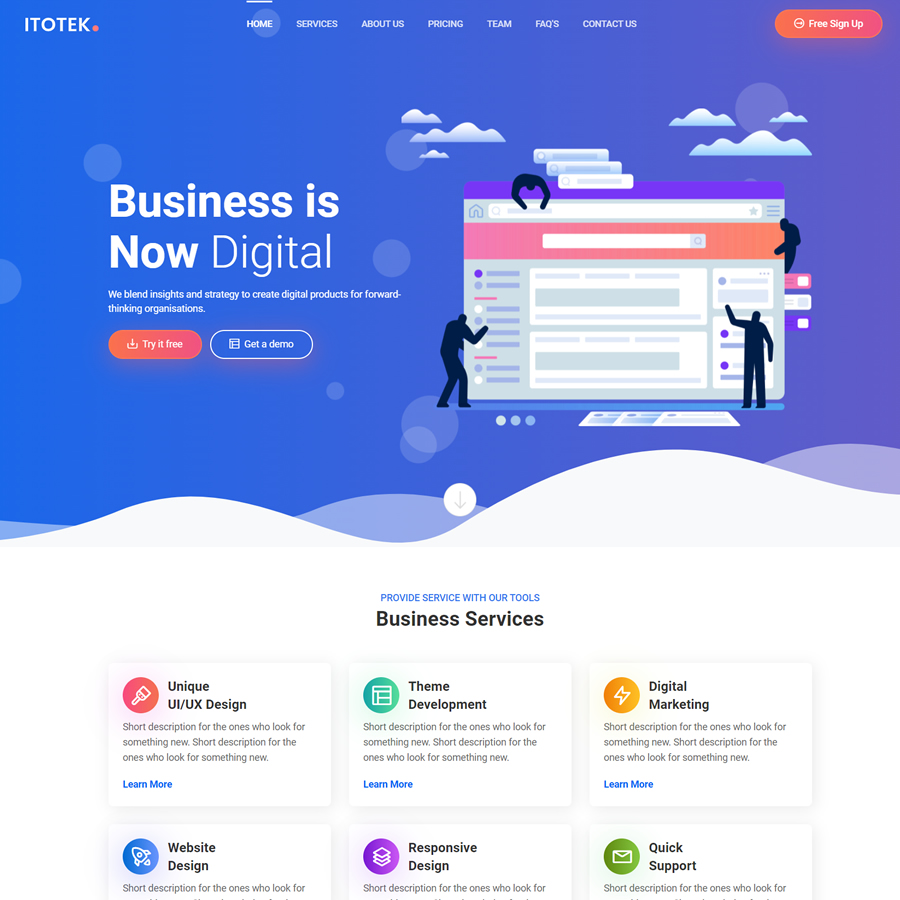 ITOTEK.
HOME SERVICES ABOUT US PRICING TEAM FAQ'S CONTACT US
Free Sign Up
Business is
Now Digital
We blend insights and strategy to create digital products for forward-
thinking organisations.
Try it free
Get a demo
PROVIDE SERVICE WITH OUR TOOLS
Business Services
Unique
UI/UX Design
Short description for the ones who look for
something new. Short description for the
ones who look for something new.
Learn More
Theme
Development
Short description for the ones who look for
something new. Short description for the
ones who look for something new.
Learn More
Digital
Marketing
Short description for the ones who look for
something new. Short description for the
ones who look for something new.
Learn More
Website
Design
Short description for the ones who look for
Responsive
Design
Short description for the ones who look for
Quick
Support
Short description for the ones who look for